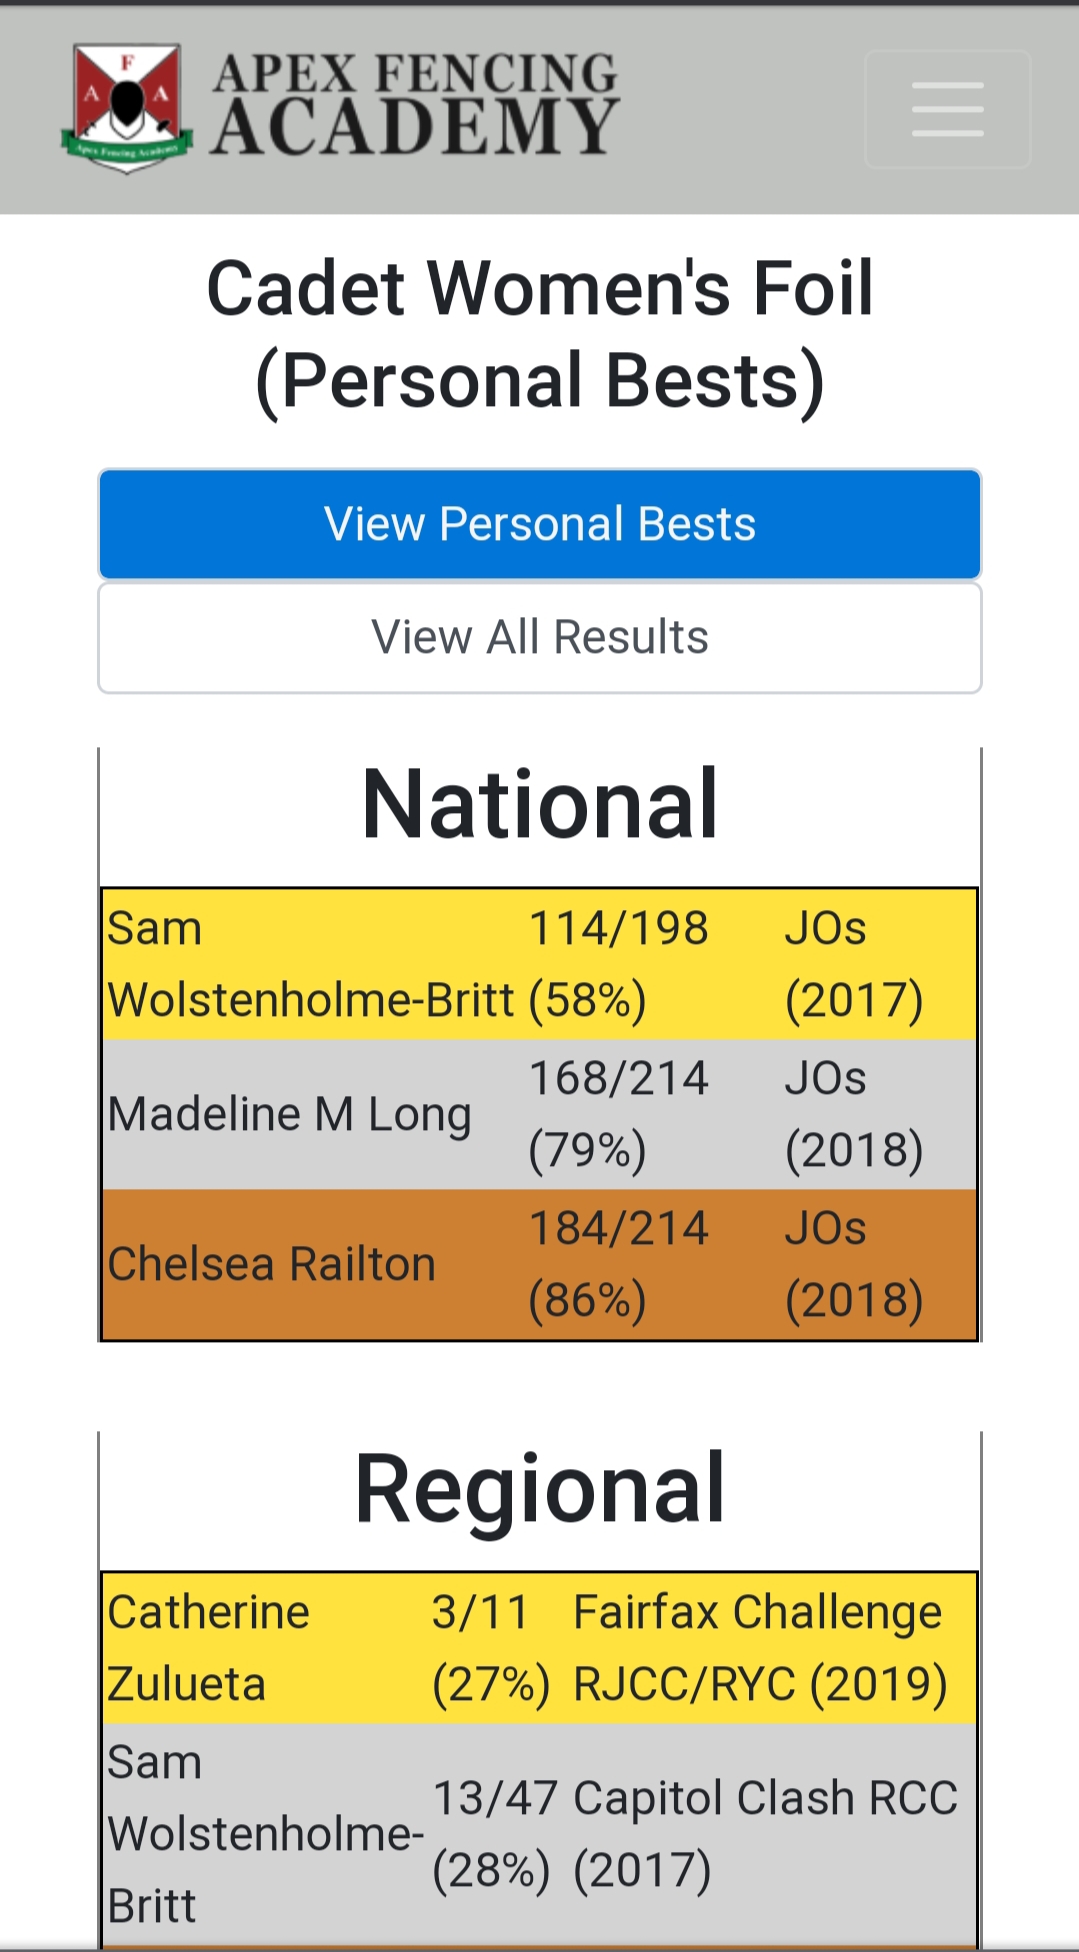 F
A A
Apex Fencing Academy
APEX FENCING
ACADEMY
Cadet Women's Foil
(Personal Bests)
View Personal Bests
View All Results
National
Sam 114/198 JOs
Wolstenholme-Britt (58%) (2017)
Madeline M Long 168/214 JOs
(79%) (2018)
Chelsea Railton 184/214 JOs
(86%) (2018)
Regional
Catherine 3/11 Fairfax Challenge
Zulueta (27%) RJCC/RYC (2019)
Sam
Wolstenholme- 13/47 Capitol Clash RCC
Britt (28%) (2017)